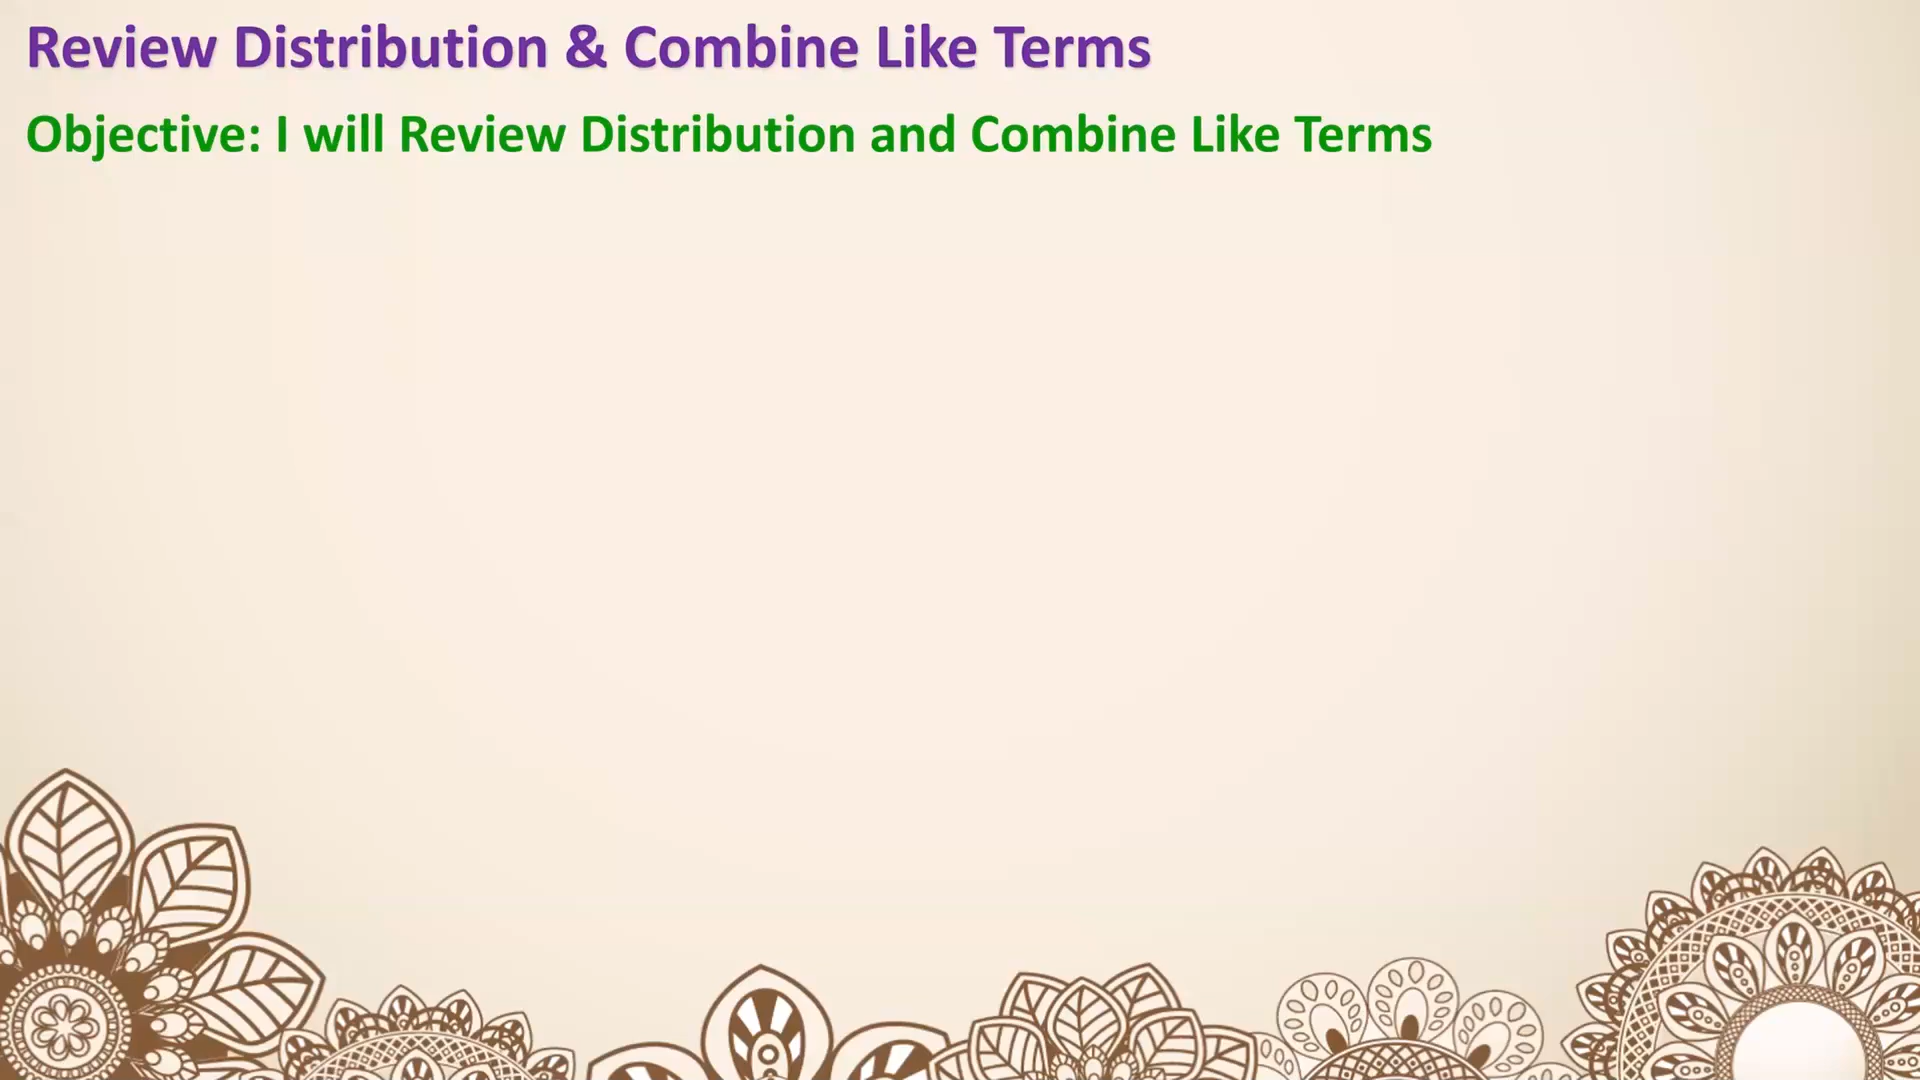 Review Distribution & Combine Like Terms
Objective: I will Review Distribution and Combine Like Terms